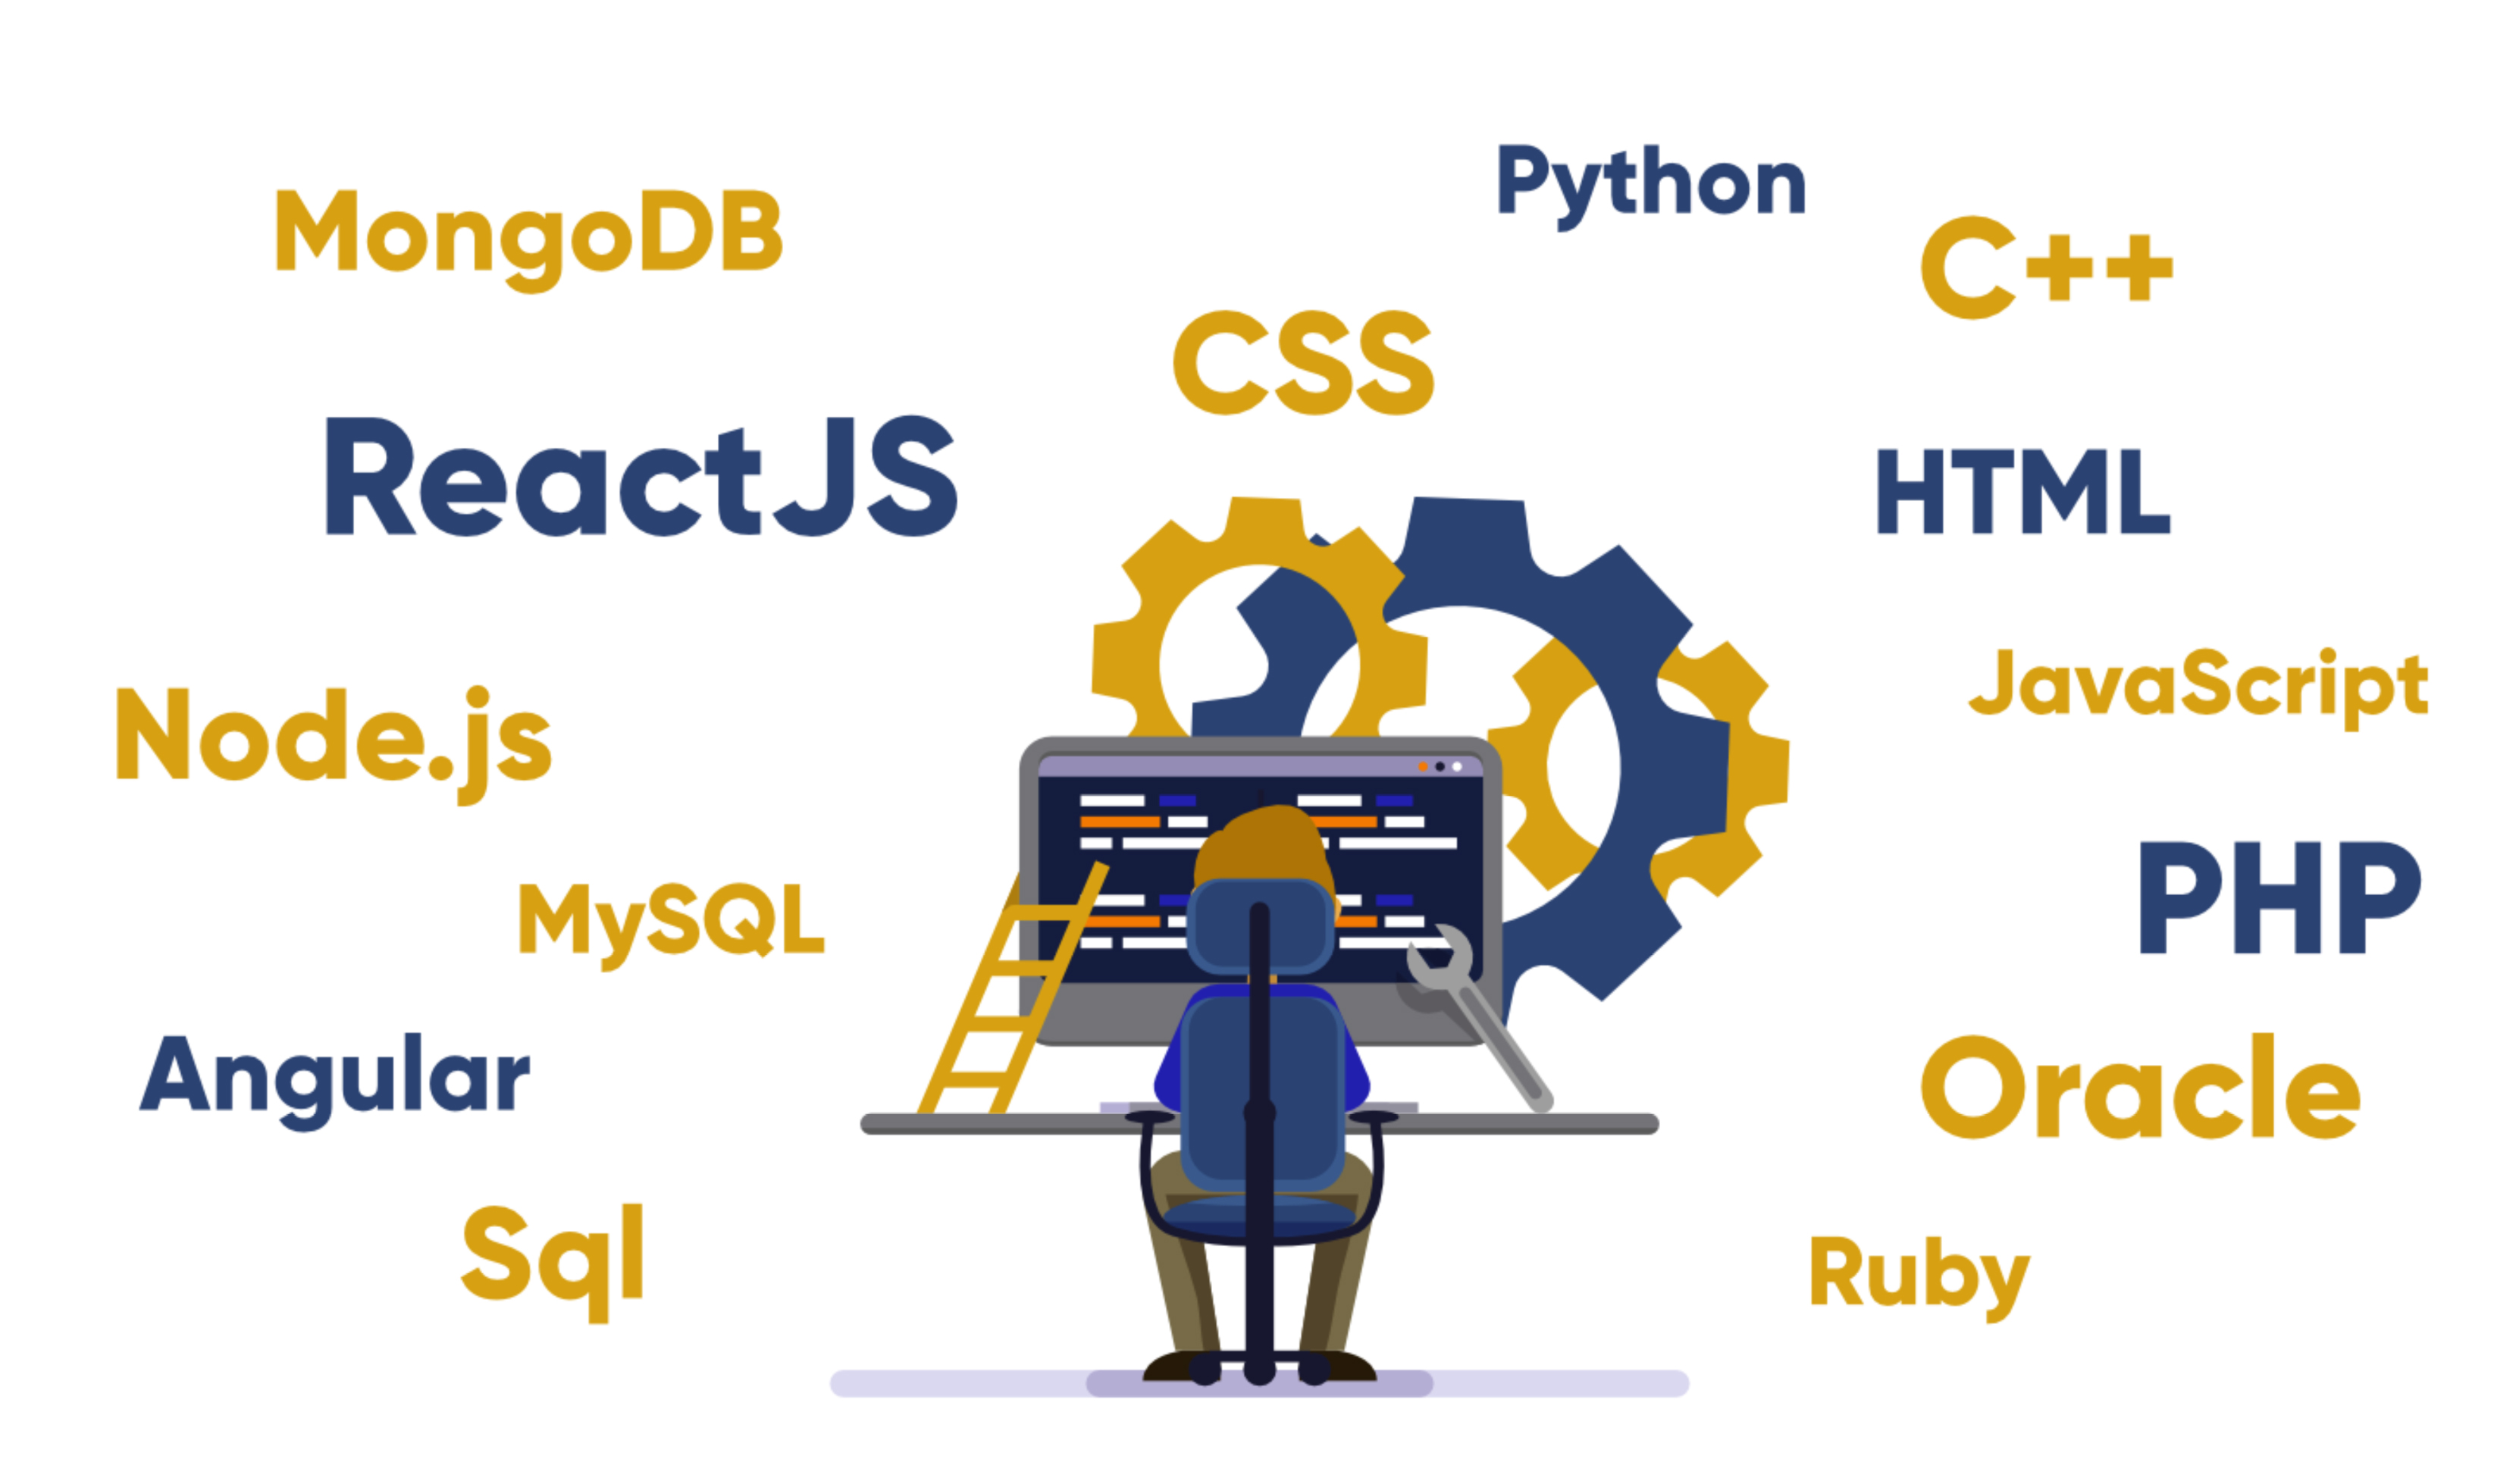 Python
MongoDB
C++
CSS
ReactJS
HTML
JavaScript
Node.js
PHP
MySQL
Angular
Oracle
Sql
Ruby